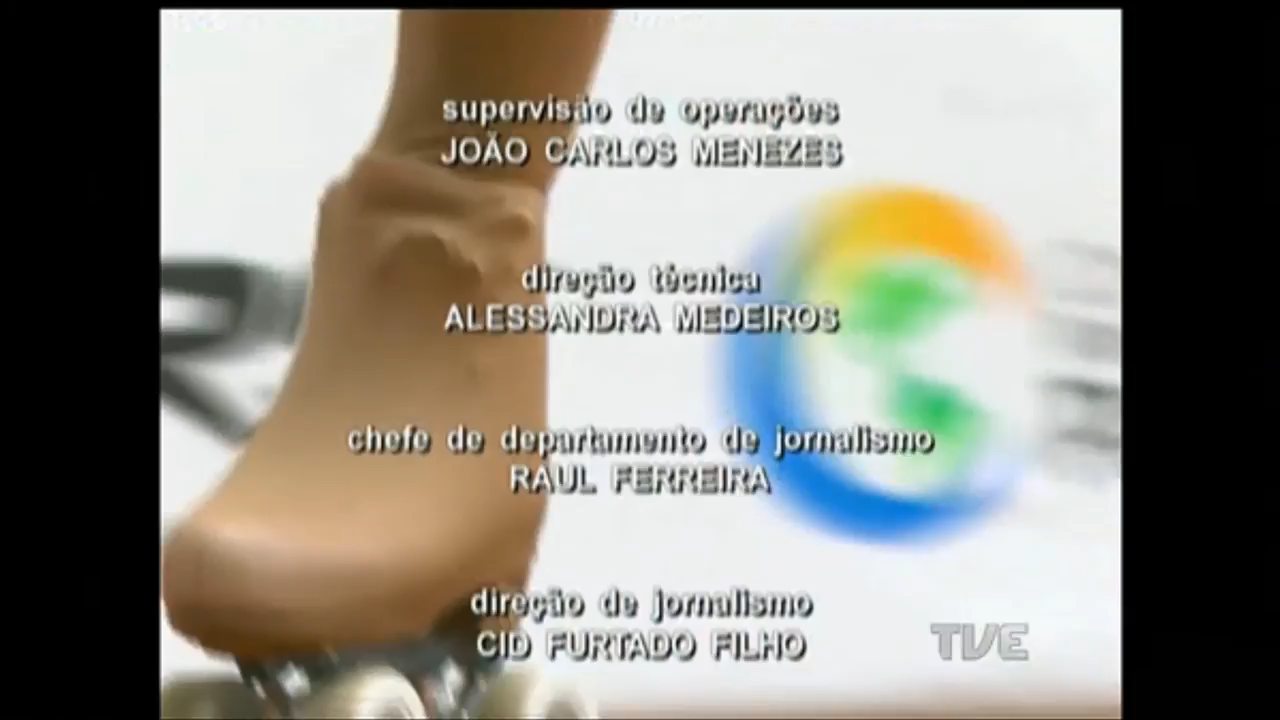 supervisão de operações
JOÃO CARLOS MENEZES
direção técnica
ALESSANDRA MEDEIROS
chefe de departamento de jornalismo
RAUL FERREIRA
direção de jornalismo
CID FURTADO FILHO
TVE